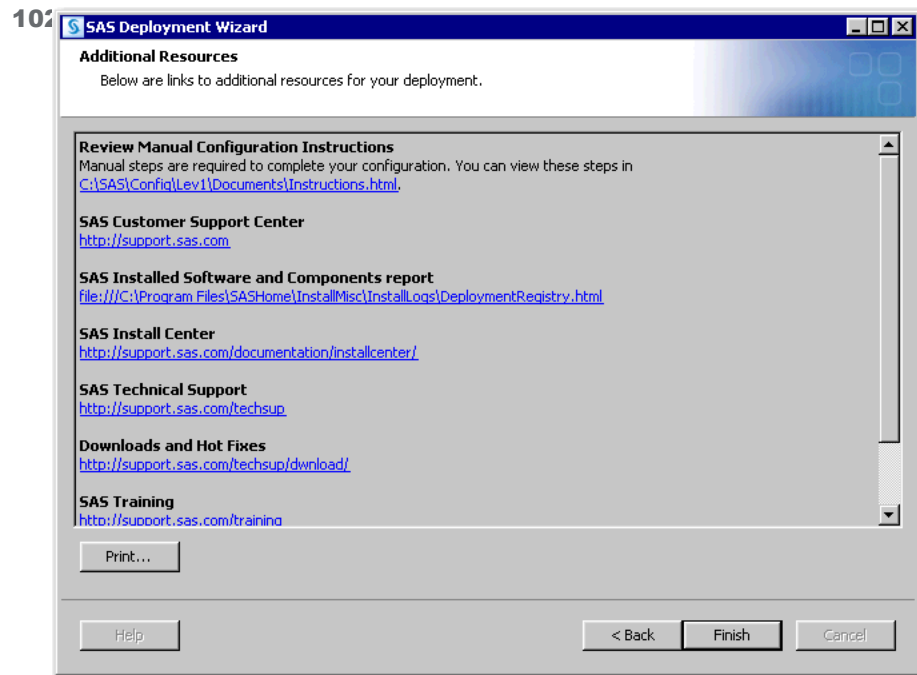 102
SAS Deployment Wizard
Additional Resources
Below are links to additional resources for your deployment.
Review Manual Configuration Instructions
Manual steps are required to complete your configuration. You can view these steps in
C:\SAS\Config\Lev1\Documents\Instructions.html.
SAS Customer Support Center
http://support.sas.com
SAS Installed Software and Components report
file:///C:\Program Files\SASHome\InstallMisc\InstallLogs\DeploymentRegistry.html
SAS Install Center
http://support.sas.com/documentation/installcenter/
SAS Technical Support
http://support.sas.com/techsup
Downloads and Hot Fixes
http://support.sas.com/techsup/dwnload/
SAS Training
http://support.sas.com/training
Print...
Help < Back Finish Cancel